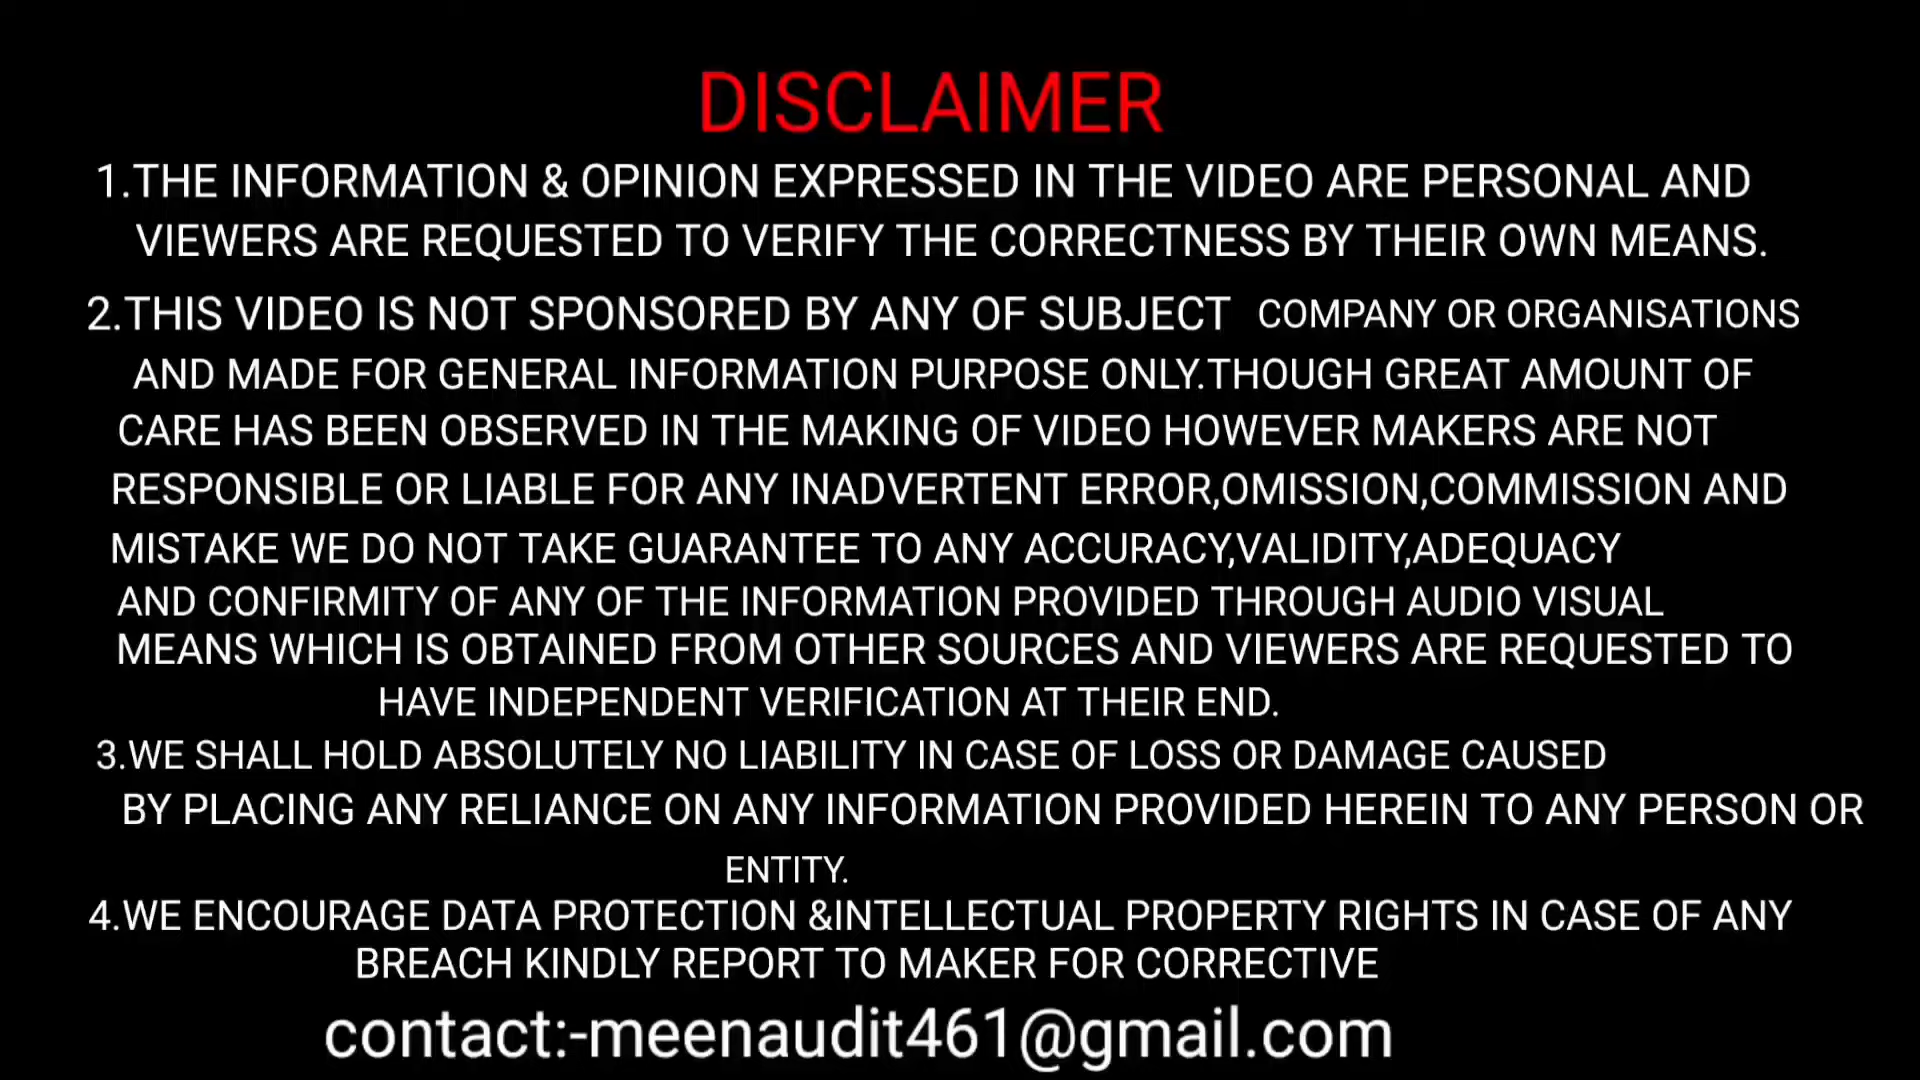 DISCLAIMER
1.THE INFORMATION & OPINION EXPRESSED IN THE VIDEO ARE PERSONAL AND
VIEWERS ARE REQUESTED TO VERIFY THE CORRECTNESS BY THEIR OWN MEANS.
2.THIS VIDEO IS NOT SPONSORED BY ANY OF SUBJECT COMPANY OR ORGANISATIONS
AND MADE FOR GENERAL INFORMATION PURPOSE ONLY.THOUGH GREAT AMOUNT OF
CARE HAS BEEN OBSERVED IN THE MAKING OF VIDEO HOWEVER MAKERS ARE NOT
RESPONSIBLE OR LIABLE FOR ANY INADVERTENT ERROR,OMISSION,COMMISSION AND
MISTAKE WE DO NOT TAKE GUARANTEE TO ANY ACCURACY,VALIDITY,ADEQUACY
AND CONFIRMITY OF ANY OF THE INFORMATION PROVIDED THROUGH AUDIO VISUAL
MEANS WHICH IS OBTAINED FROM OTHER SOURCES AND VIEWERS ARE REQUESTED TO
HAVE INDEPENDENT VERIFICATION AT THEIR END.
3.WE SHALL HOLD ABSOLUTELY NO LIABILITY IN CASE OF LOSS OR DAMAGE CAUSED
BY PLACING ANY RELIANCE ON ANY INFORMATION PROVIDED HEREIN TO ANY PERSON OR
ENTITY.
4.WE ENCOURAGE DATA PROTECTION &INTELLECTUAL PROPERTY RIGHTS IN CASE OF ANY
BREACH KINDLY REPORT TO MAKER FOR CORRECTIVE
contact:-meenaudit461@gmail.com